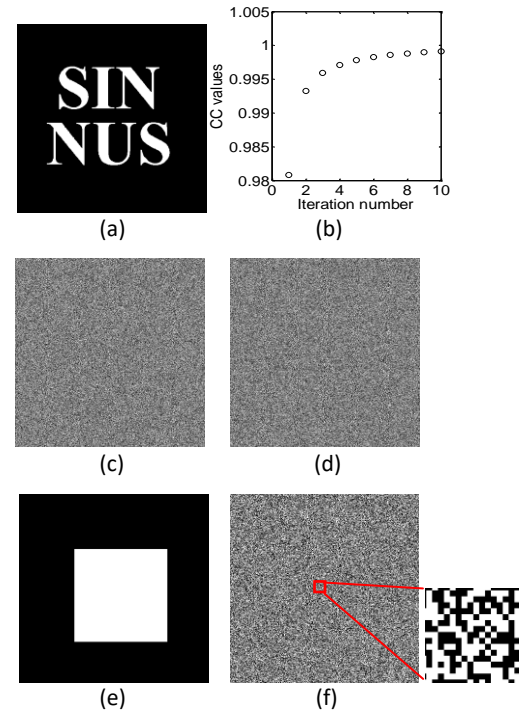 SIN
NUS
(a)
1.005
1
0.995
0.99
0.985
0.98
CC values
0 2 4 6 8 10
Iteration number
(b)
(c)
(d)
(e)
(f)